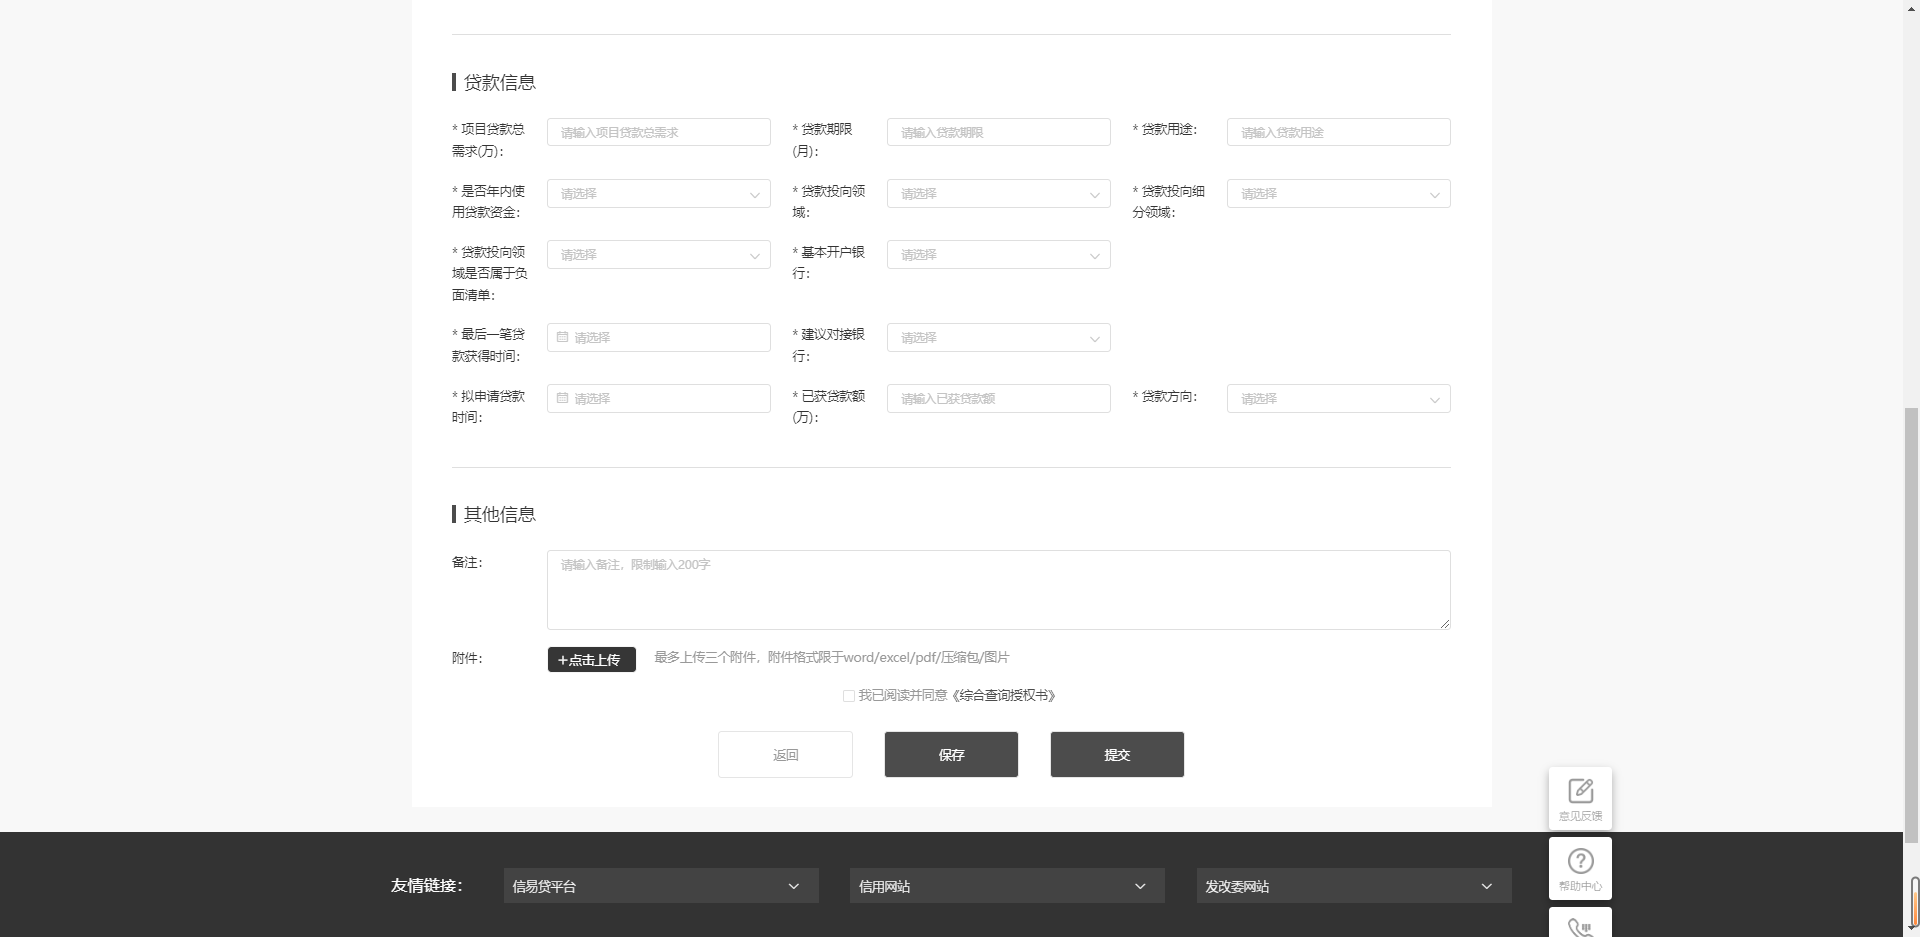 贷款信息
* 项目贷款总
需求(万):
请输入项目贷款总需求
* 贷款期限
(月):
请输入贷款期限
* 贷款用途:
请输入贷款用途
* 是否年内使
用贷款资金:
请选择
* 贷款投向领
域:
请选择
* 贷款投向细
分领域:
请选择
* 贷款投向领
域是否属于负
面清单:
请选择
* 基本开户银
行:
请选择
* 最后一笔贷
款获得时间:
请选择
* 建议对接银
行:
请选择
* 拟申请贷款
时间:
请选择
* 已获贷款额
(万):
请输入已获贷款额
* 贷款方向:
请选择
其他信息
备注:
请输入备注，限制输入200字
附件:
+点击上传
最多上传三个附件，附件格式限于word/excel/pdf/压缩包/图片
我已阅读并同意《综合查询授权书》
返回
保存
提交
意见反馈
帮助中心
友情链接：
信易贷平台
信用网站
发改委网站